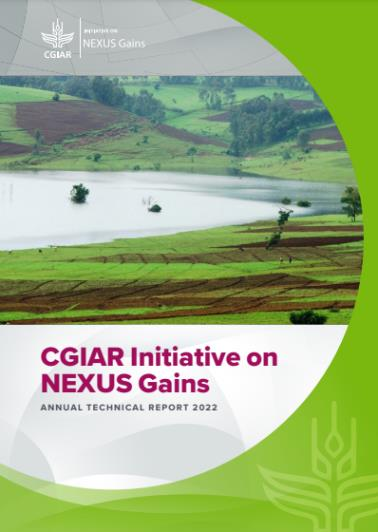 CGIAR
NEXUS Gains
CGIAR Initiative on
NEXUS Gains
ANNUAL TECHNICAL REPORT 2022